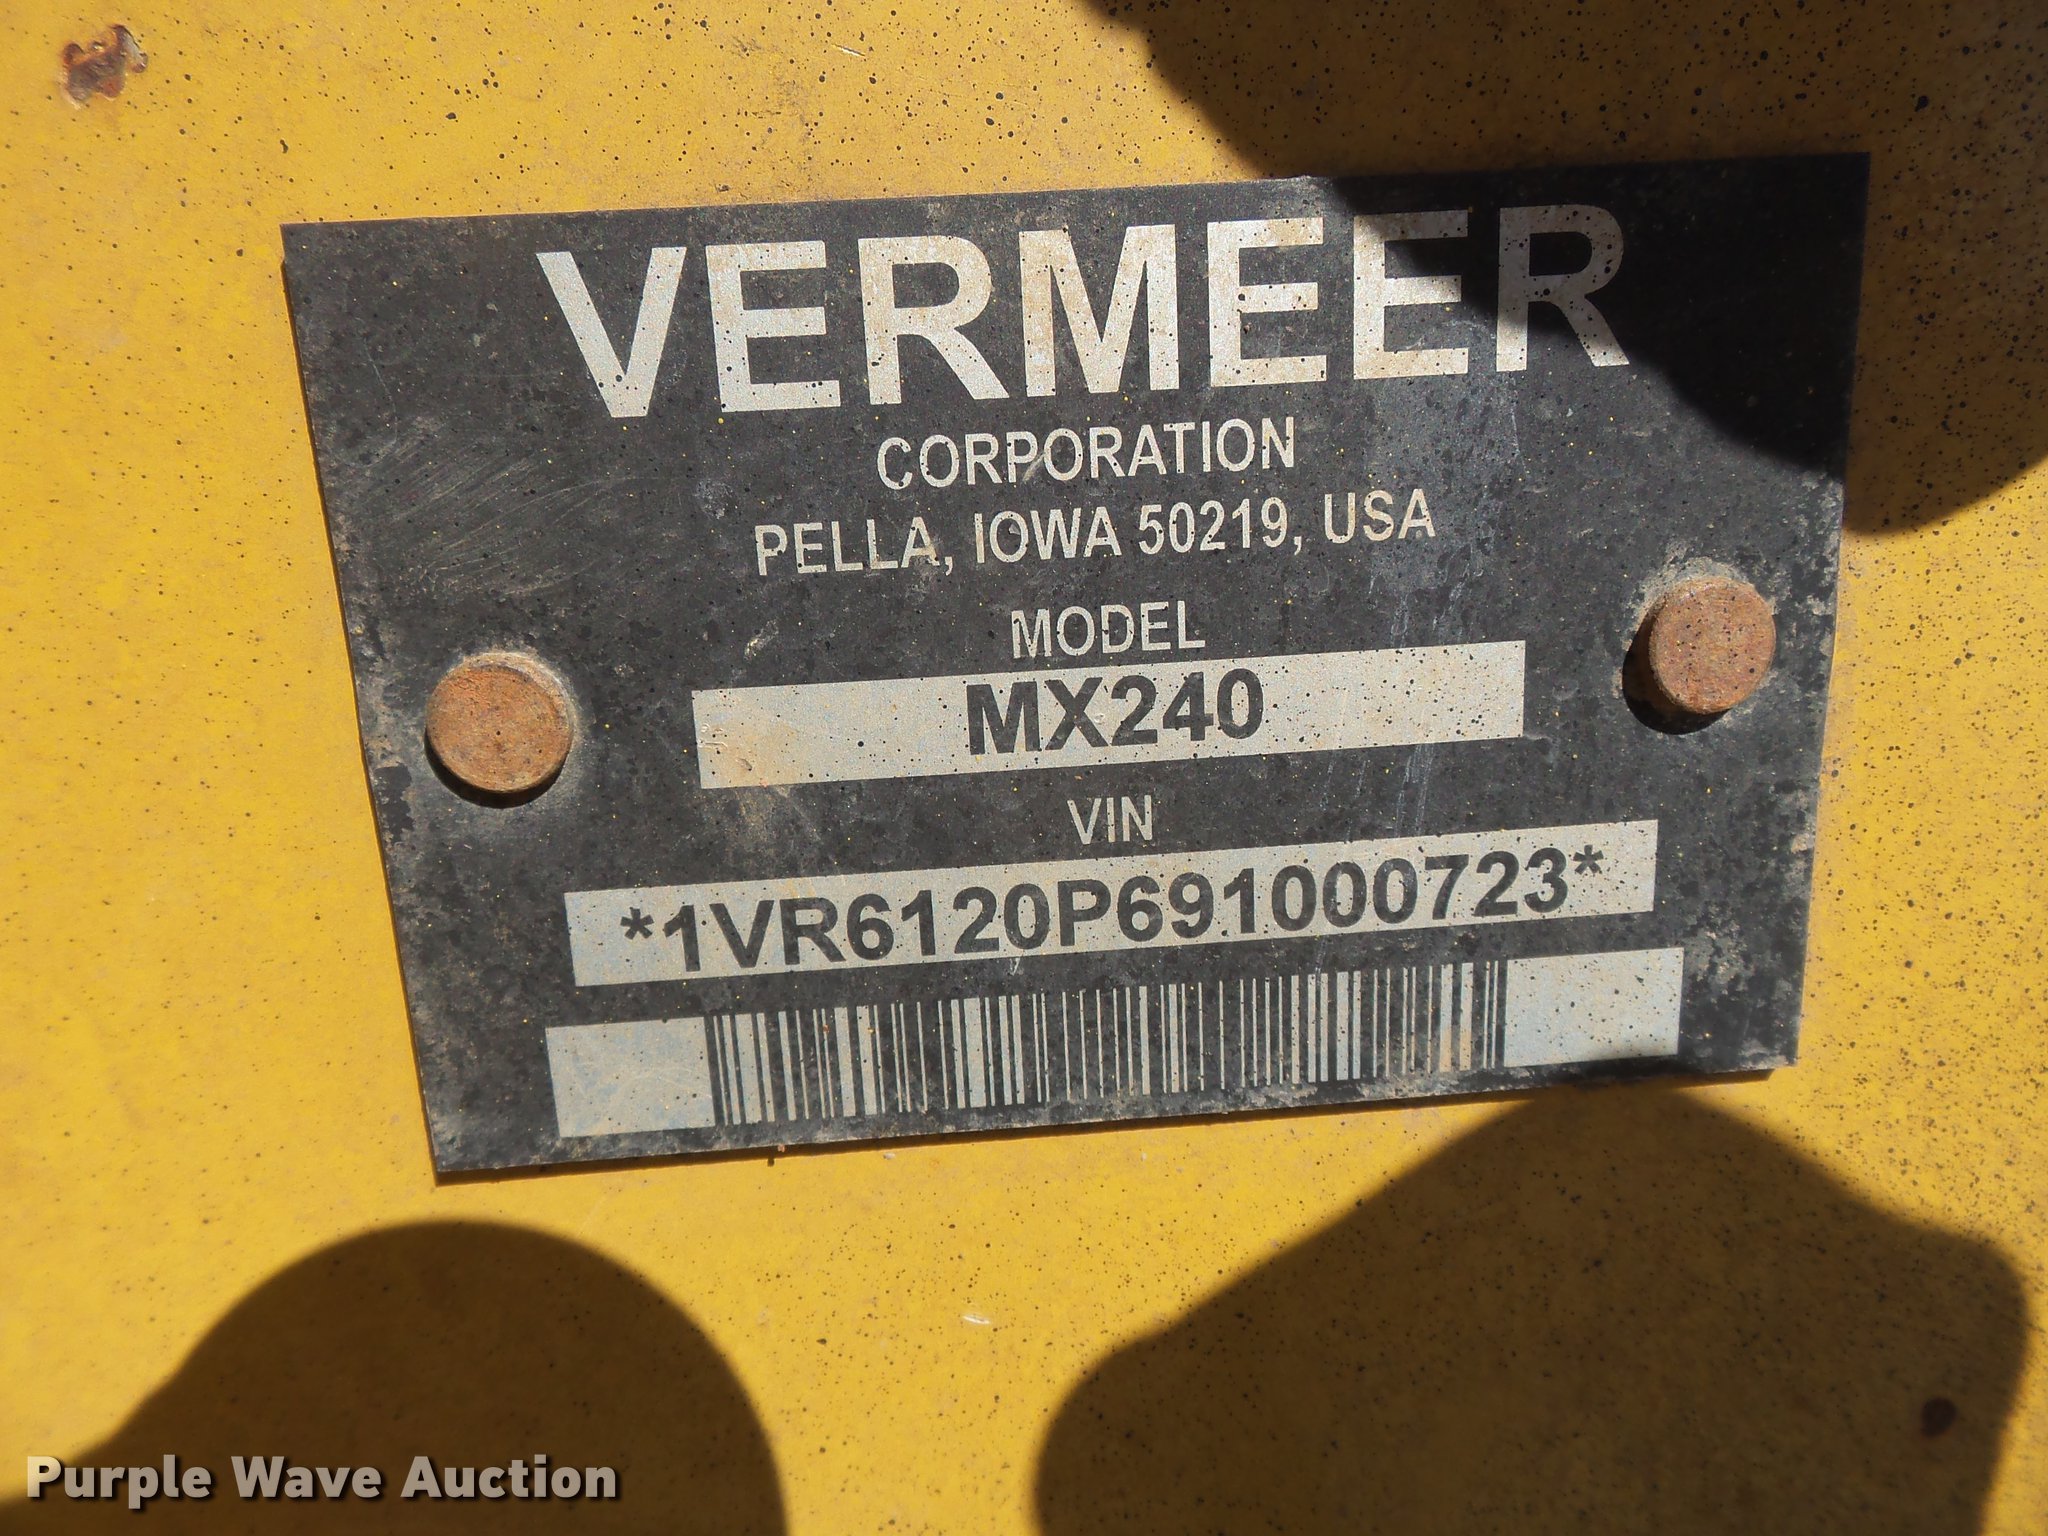 VERMEER
CORPORATION
PELLA, IOWA 50219, USA
MODEL
MX240
VIN
*1VR6120P691000723*
Purple Wave Auction